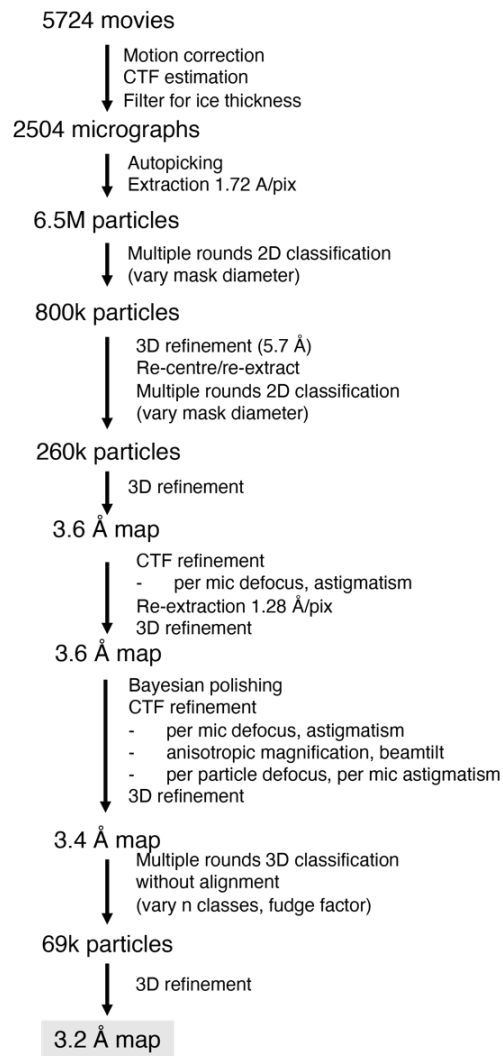 5724 movies
Motion correction
CTF estimation
Filter for ice thickness
2504 micrographs
Autopicking
Extraction 1.72 A/pix
6.5M particles
Multiple rounds 2D classification
(vary mask diameter)
800k particles
3D refinement (5.7 Å)
Re-centre/re-extract
Multiple rounds 2D classification
(vary mask diameter)
260k particles
3D refinement
3.6 Å map
CTF refinement
- per mic defocus, astigmatism
Re-extraction 1.28 Å/pix
3D refinement
3.6 Å map
Bayesian polishing
CTF refinement
- per mic defocus, astigmatism
- anisotropic magnification, beamtilt
- per particle defocus, per mic astigmatism
3D refinement
3.4 Å map
Multiple rounds 3D classification
without alignment
(vary n classes, fudge factor)
69k particles
3D refinement
3.2 Å map